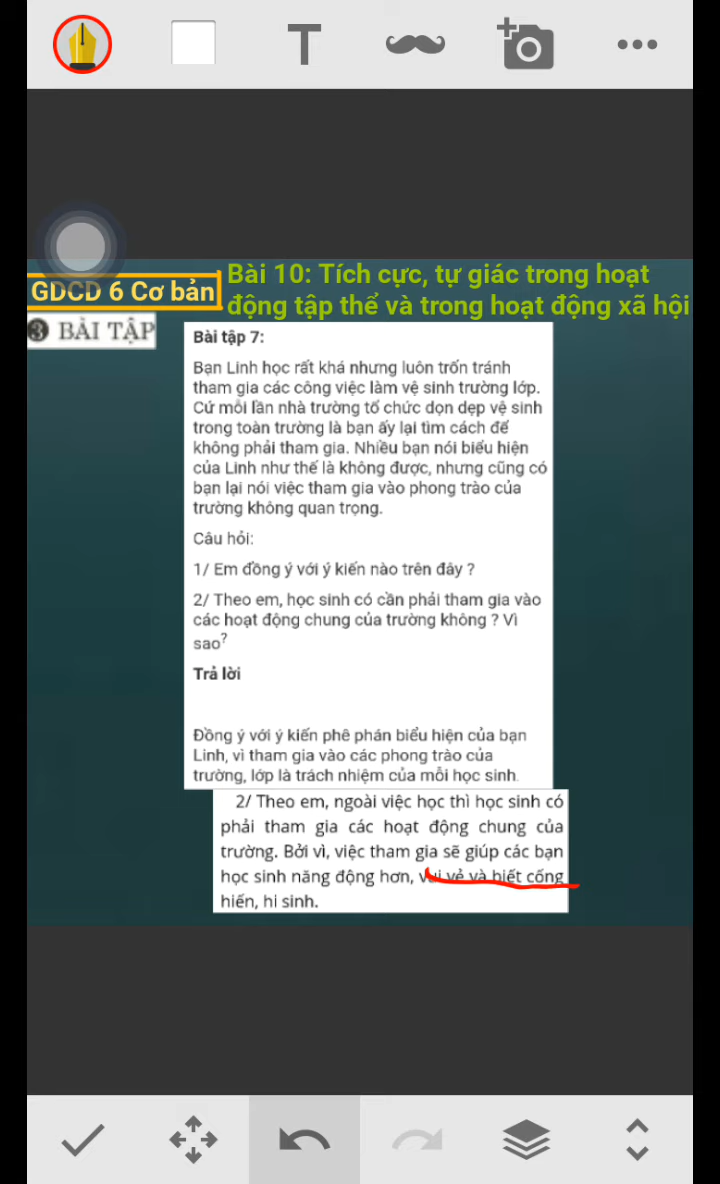 T
GDCD 6 Cơ bản
Bài 10: Tích cực, tự giác trong hoạt
động tập thể và trong hoạt động xã hội
3 BÀI TẬP
Bài tập 7:
Bạn Linh học rất khá nhưng luôn trốn tránh
tham gia các công việc làm vệ sinh trường lớp.
Cứ mỗi lần nhà trường tổ chức dọn dẹp vệ sinh
trong toàn trường là bạn ấy lại tìm cách để
không phải tham gia. Nhiều bạn nói biểu hiện
của Linh như thế là không được, nhưng cũng có
bạn lại nói việc tham gia vào phong trào của
trường không quan trọng.
Câu hỏi:
1/ Em đồng ý với ý kiến nào trên đây ?
2/ Theo em, học sinh có cần phải tham gia vào
các hoạt động chung của trường không ? Vì
sao?
Trả lời
Đồng ý với ý kiến phê phán biểu hiện của bạn
Linh, vì tham gia vào các phong trào của
trường, lớp là trách nhiệm của mỗi học sinh.
2/ Theo em, ngoài việc học thì học sinh có
phải tham gia các hoạt động chung của
trường. Bởi vì, việc tham gia sẽ giúp các bạn
học sinh năng động hơn, vui vẻ và biết cống
hiến, hi sinh.